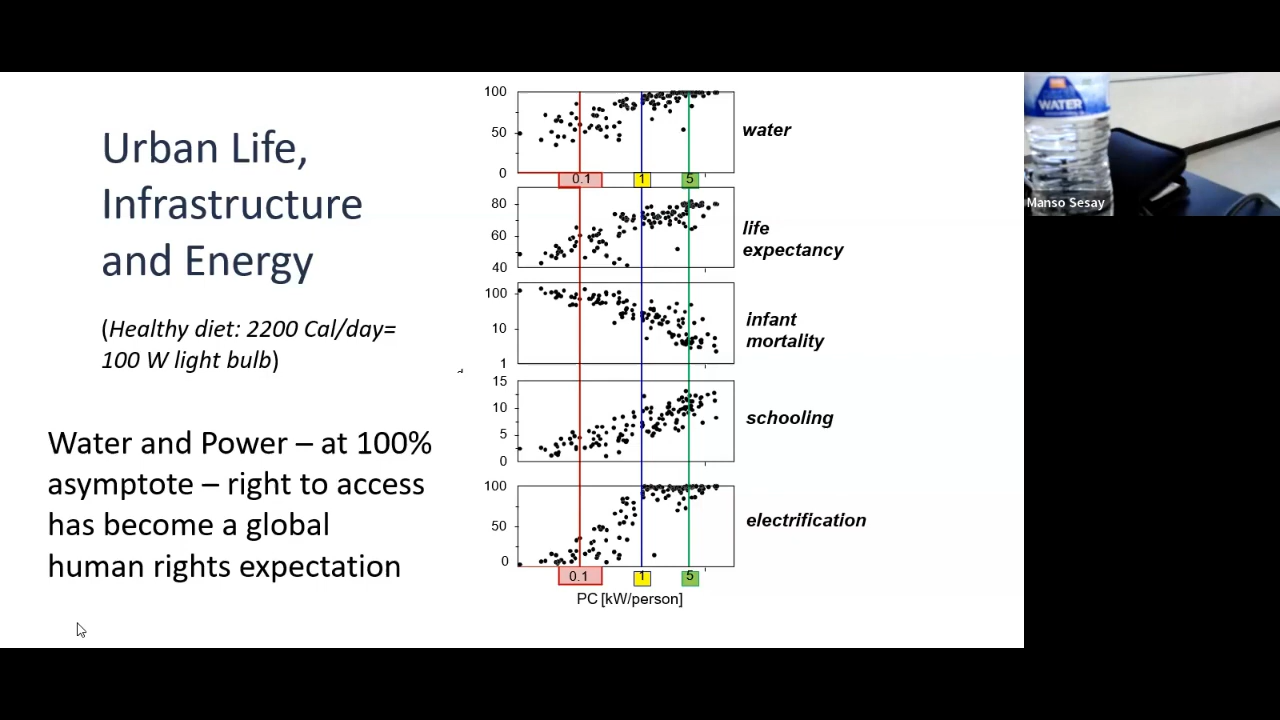 Urban Life,
Infrastructure
and Energy
(Healthy diet: 2200 Cal/day=
100 W light bulb)
Water and Power – at 100%
asymptote – right to access
has become a global
human rights expectation
100
50
0
water
0.1 1 5
80
60
40
life
expectancy
100
10
1
infant
mortality
15
10
5
0
schooling
100
50
0
electrification
0.1 1 5
PC [kW/person]
WATER
Manso Sesay